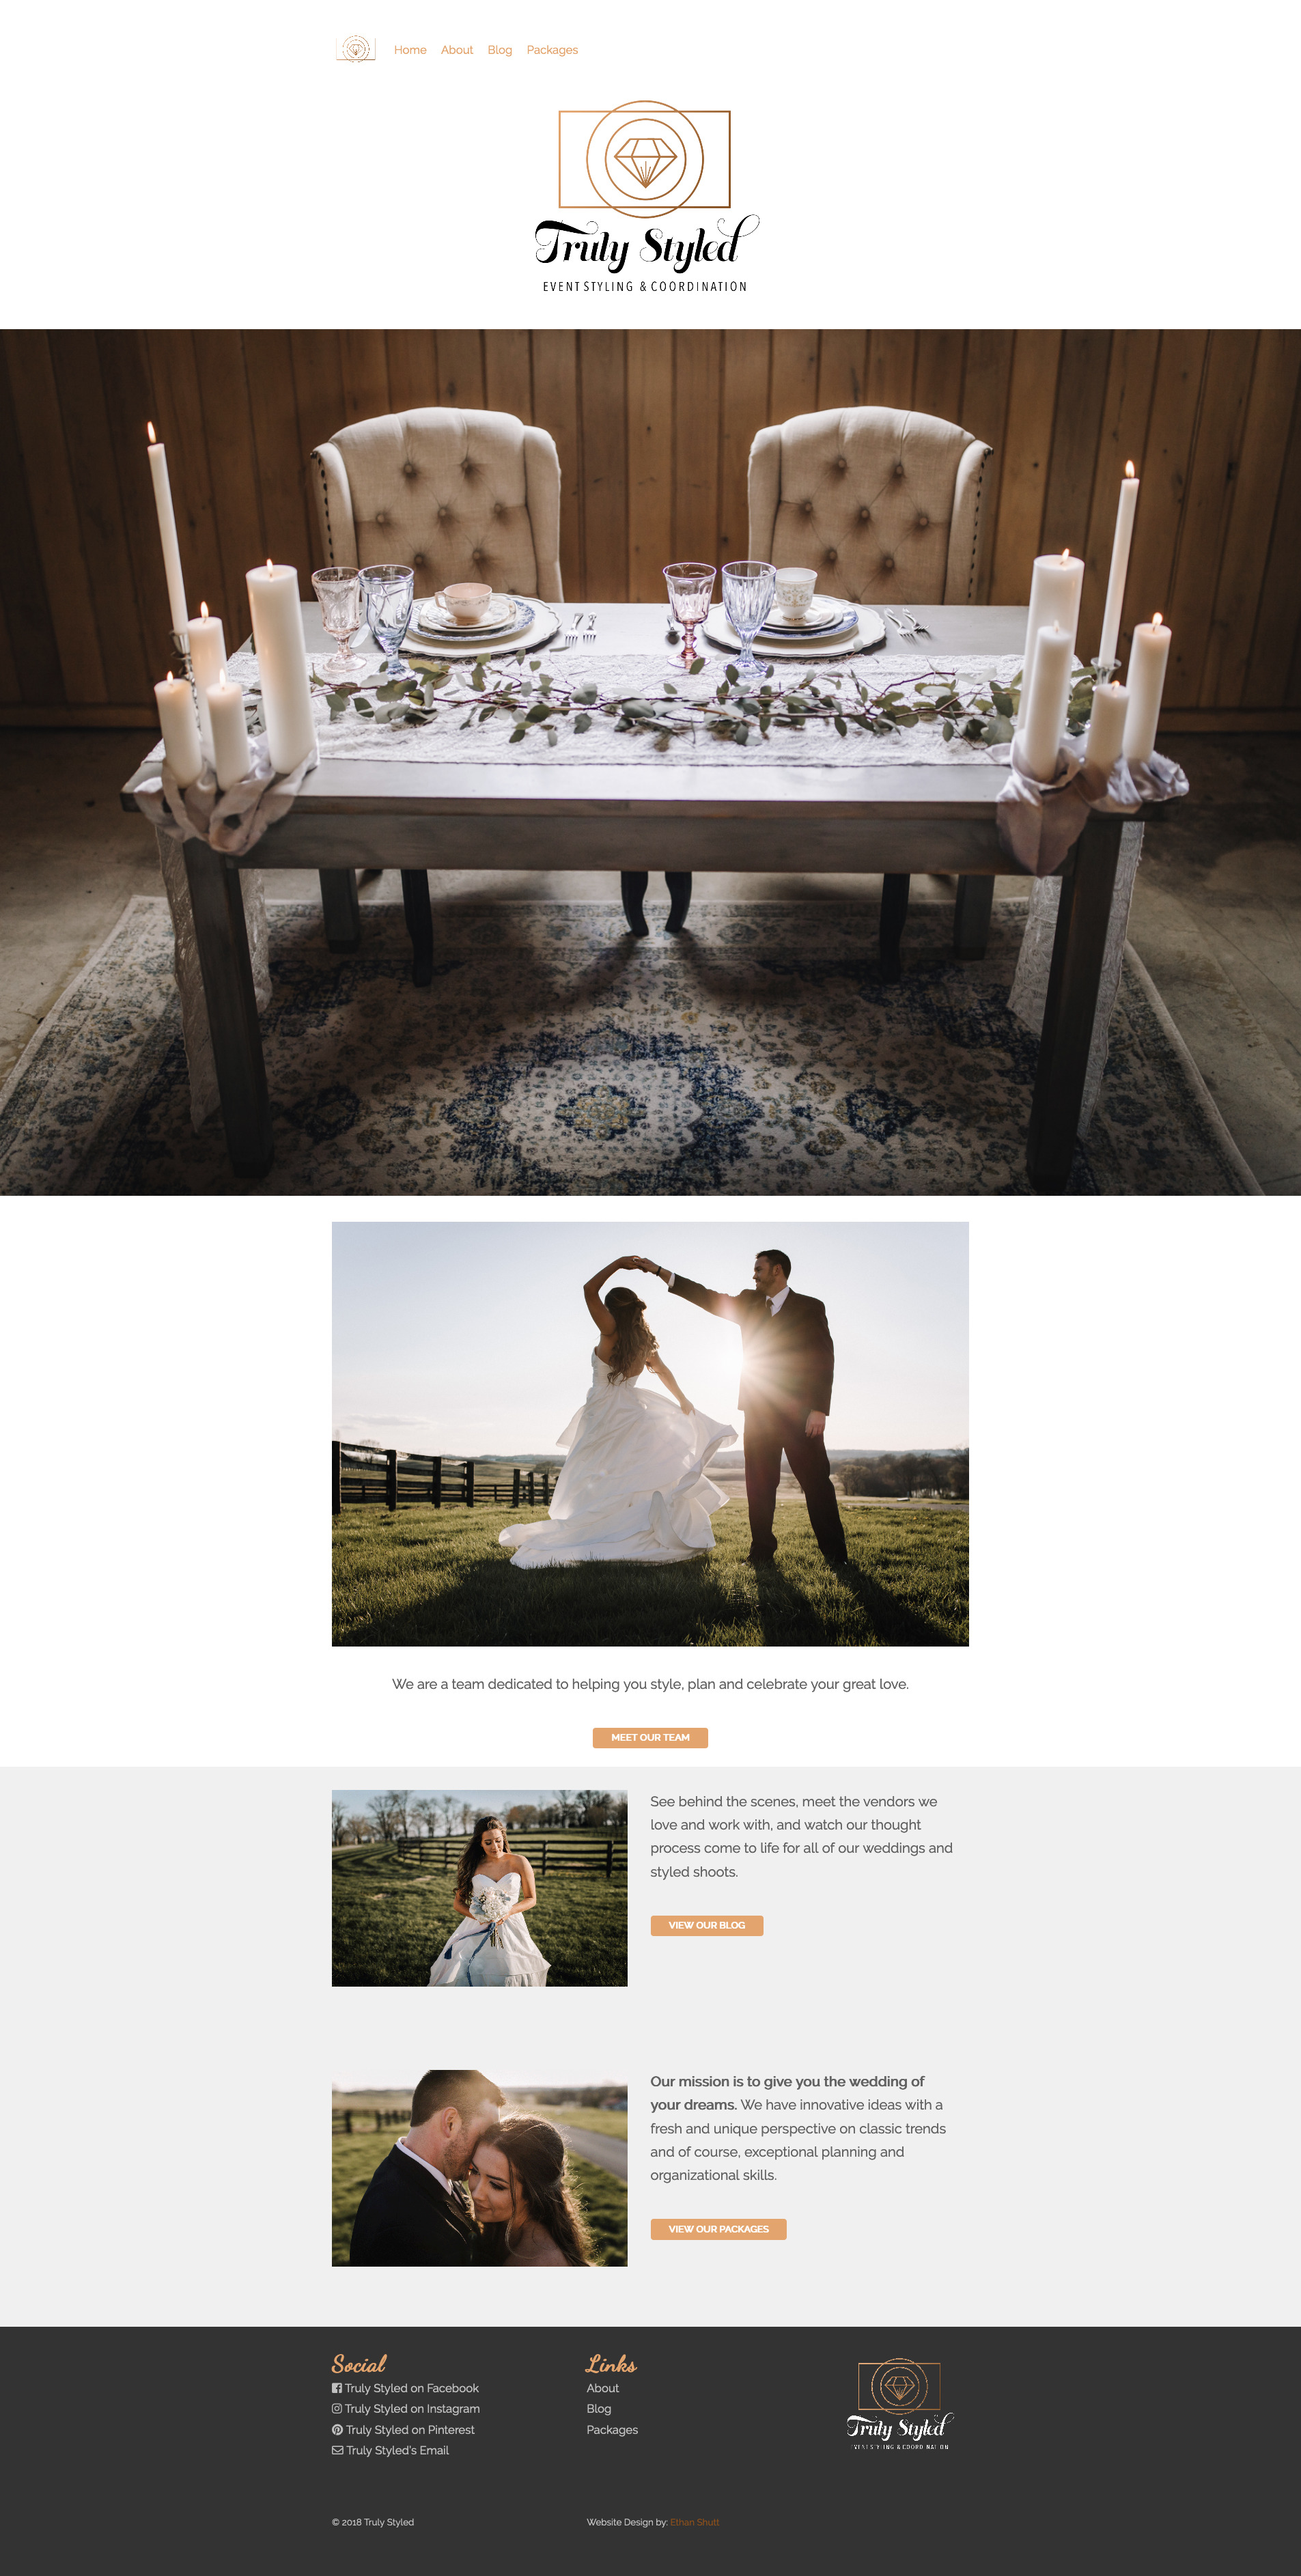 Home About Blog Packages
Truly Styled
EVENT STYLING & COORDINATION
We are a team dedicated to helping you style, plan and celebrate your great love.
MEET OUR TEAM
See behind the scenes, meet the vendors we
love and work with, and watch our thought
process come to life for all of our weddings and
styled shoots.
VIEW OUR BLOG
Our mission is to give you the wedding of
your dreams. We have innovative ideas with a
fresh and unique perspective on classic trends
and of course, exceptional planning and
organizational skills.
VIEW OUR PACKAGES
Social
Truly Styled on Facebook
Truly Styled on Instagram
Truly Styled on Pinterest
Truly Styled's Email
Links
About
Blog
Packages
Truly Styled
EVENT STYLING & COORDINATION
© 2018 Truly Styled
Website Design by: Ethan Shutt